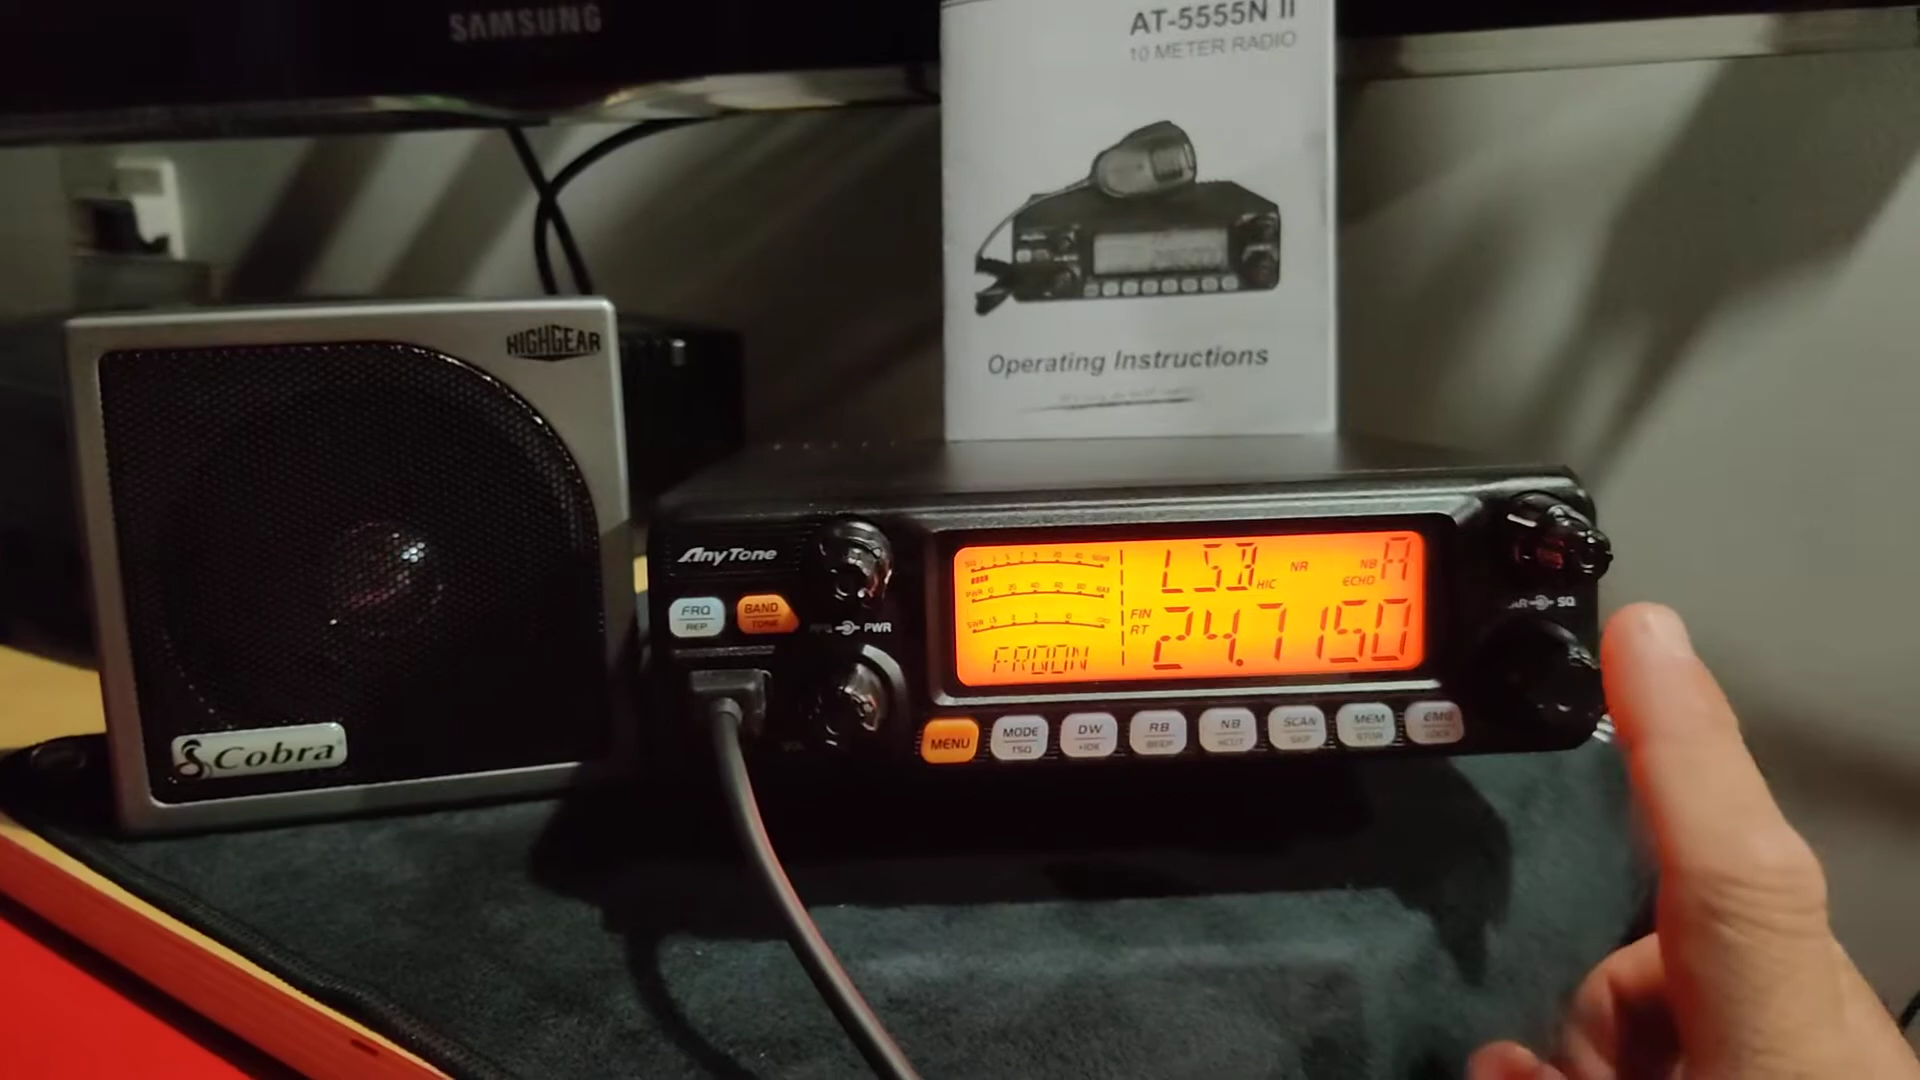 SAMSUNG
AT-5555N II
10 METER RADIO
Operating Instructions
HIGHGEAR
Cobra
AnyTone
FRQ
REP
BAND
TONE
PWR
LSB
HIC
NR
NB
A
ECHO
FIN
RT
24.7150
FRQON
SQ
MENU
MODE
TSQ
DW
RB
BEEP
NB
HCUT
SCAN
SKIP
MEM
STOR
EMG
LOCK